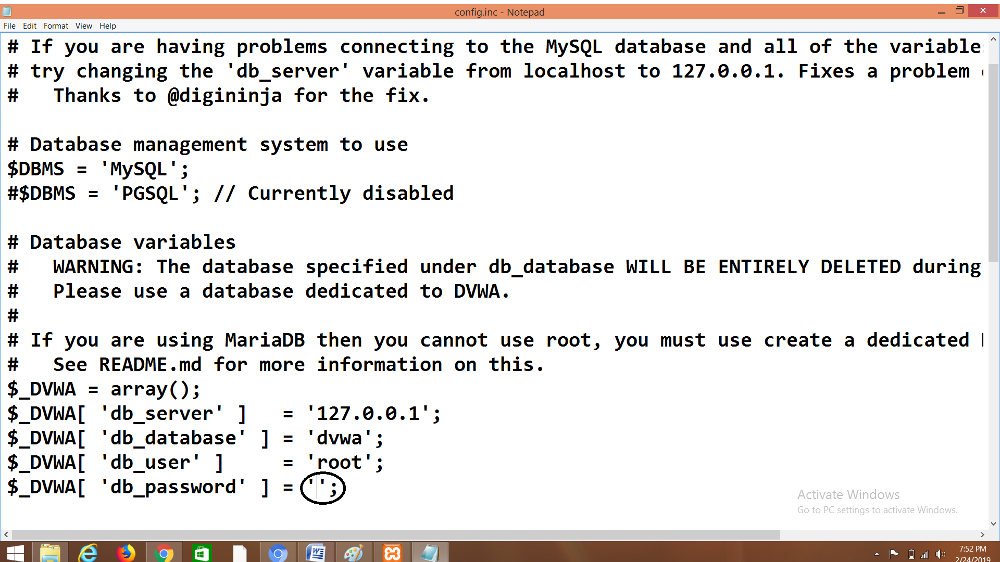 config.inc - Notepad
File Edit Format View Help
# If you are having problems connecting to the MySQL database and all of the variables
# try changing the 'db_server' variable from localhost to 127.0.0.1. Fixes a problem
#   Thanks to @digininja for the fix.
# Database management system to use
$DBMS = 'MySQL';
#$DBMS = 'PGSQL'; // Currently disabled
# Database variables
#   WARNING: The database specified under db_database WILL BE ENTIRELY DELETED during
#   Please use a database dedicated to DVWA.
#
# If you are using MariaDB then you cannot use root, you must use create a dedicated
#   See README.md for more information on this.
$_DVWA = array();
$_DVWA[ 'db_server' ]   = '127.0.0.1';
$_DVWA[ 'db_database' ] = 'dvwa';
$_DVWA[ 'db_user' ]     = 'root';
$_DVWA[ 'db_password' ] = '';
Activate Windows
Go to PC settings to activate Windows.
7:52 PM
2/24/2019